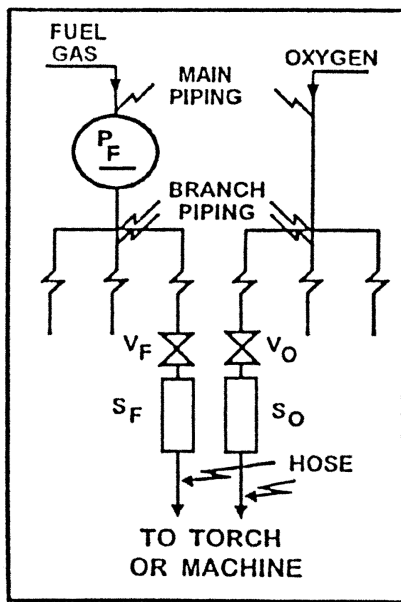 FUEL
GAS
OXYGEN
MAIN
PIPING
PF
BRANCH
PIPING
VF
VO
SF
SO
HOSE
TO TORCH
OR MACHINE